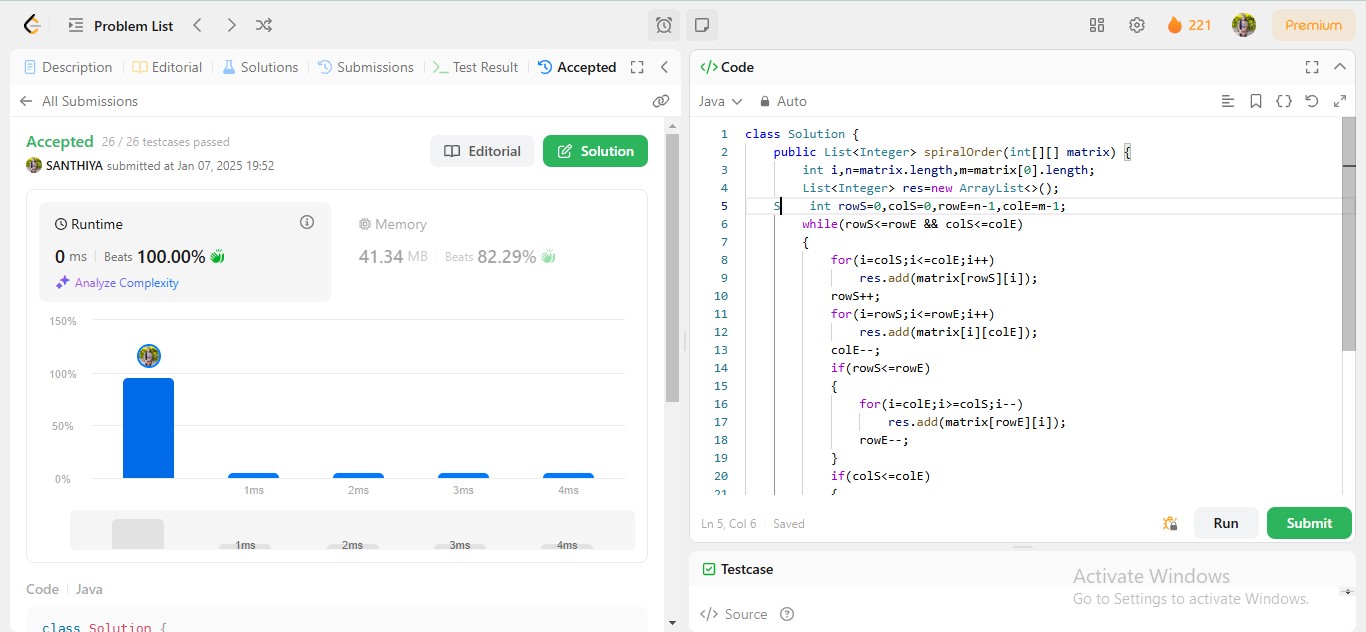 Problem List
221
Premium
Description
Editorial
Solutions
Submissions
Test Result
Accepted
All Submissions
Accepted 26 / 26 testcases passed
SANTHIYA submitted at Jan 07, 2025 19:52
Editorial
Solution
Runtime
0 ms Beats 100.00%
Analyze Complexity
Memory
41.34 MB Beats 82.29%
150%
100%
50%
0%
1ms
2ms
3ms
4ms
1ms
2ms
3ms
4ms
Code Java
class Solution {
</> Code
Java
Auto
1 class Solution {
2     public List<Integer> spiralOrder(int[][] matrix) {
3         int i,n=matrix.length,m=matrix[0].length;
4         List<Integer> res=new ArrayList<>();
5     S    int rowS=0,colS=0,rowE=n-1,colE=m-1;
6         while(rowS<=rowE && colS<=colE)
7         {
8             for(i=colS;i<=colE;i++)
9                 res.add(matrix[rowS][i]);
10             rowS++;
11             for(i=rowS;i<=rowE;i++)
12                 res.add(matrix[i][colE]);
13             colE--;
14             if(rowS<=rowE)
15             {
16                 for(i=colE;i>=colS;i--)
17                     res.add(matrix[rowE][i]);
18                 rowE--;
19             }
20             if(colS<=colE)
21             {
Ln 5, Col 6 Saved
Run
Submit
Testcase
</> Source
Activate Windows
Go to Settings to activate Windows.